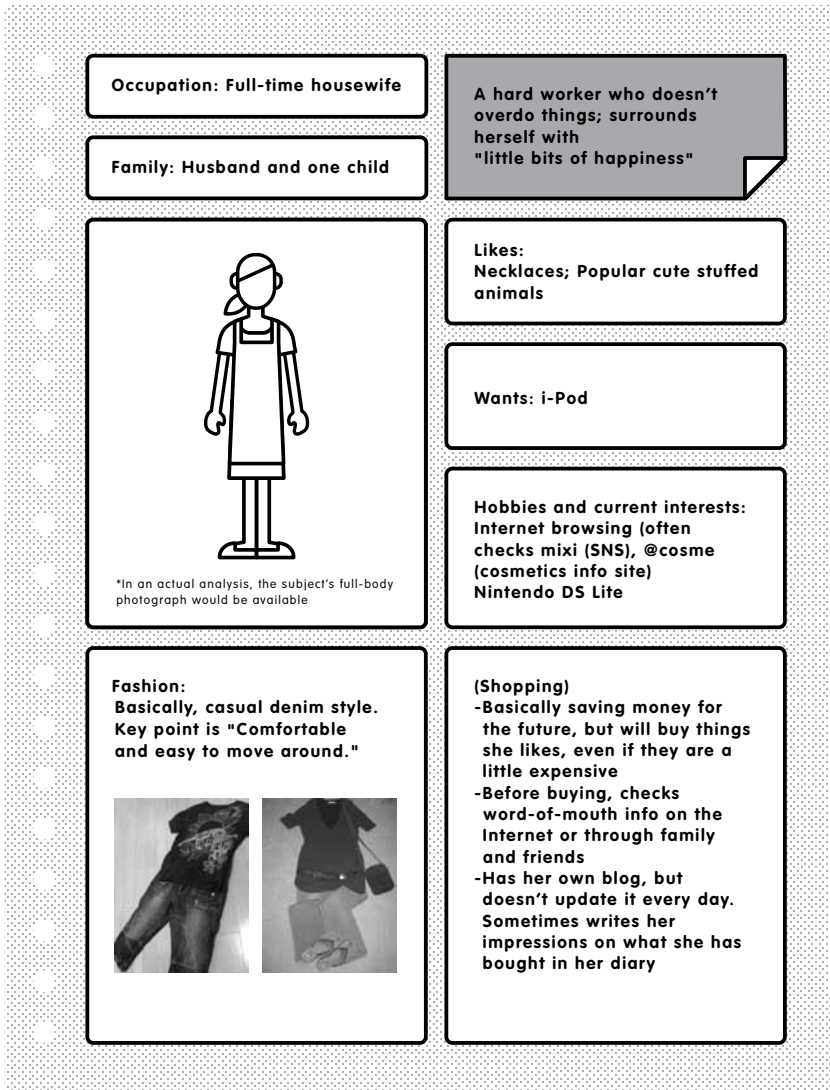 Occupation: Full-time housewife
Family: Husband and one child
A hard worker who doesn't
overdo things; surrounds
herself with
"little bits of happiness"
*In an actual analysis, the subject's full-body
photograph would be available
Likes:
Necklaces; Popular cute stuffed
animals
Wants: i-Pod
Hobbies and current interests:
Internet browsing (often
checks mixi (SNS), @cosme
(cosmetics info site)
Nintendo DS Lite
Fashion:
Basically, casual denim style.
Key point is "Comfortable
and easy to move around."
(Shopping)
-Basically saving money for
the future, but will buy things
she likes, even if they are a
little expensive
-Before buying, checks
word-of-mouth info on the
Internet or through family
and friends
-Has her own blog, but
doesn't update it every day.
Sometimes writes her
impressions on what she has
bought in her diary